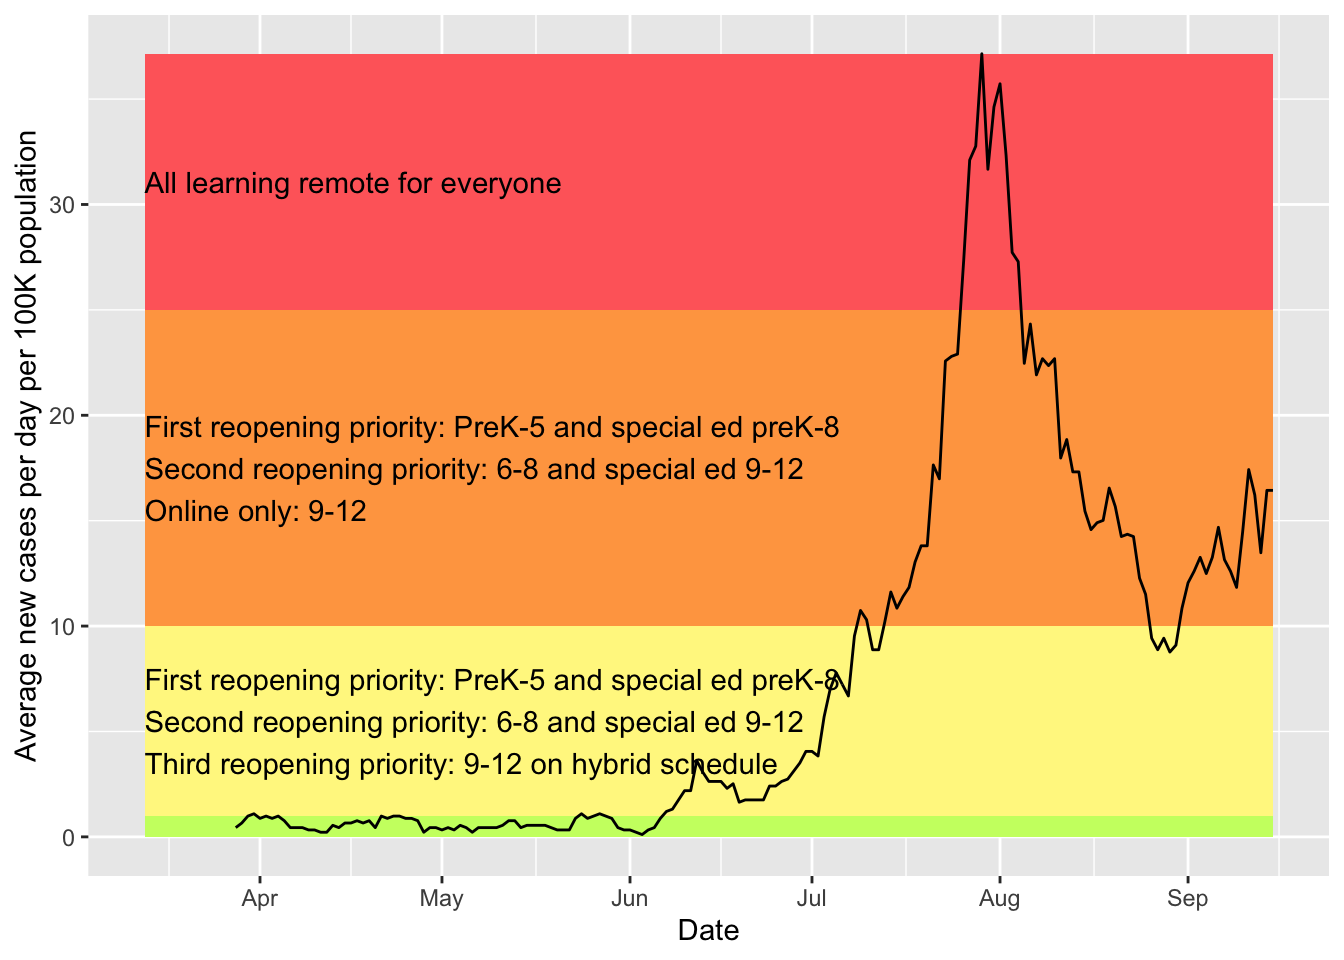 Average new cases per day per 100K population
30
20
10
0
All learning remote for everyone
First reopening priority: PreK-5 and special ed preK-8
Second reopening priority: 6-8 and special ed 9-12
Online only: 9-12
First reopening priority: PreK-5 and special ed preK-8
Second reopening priority: 6-8 and special ed 9-12
Third reopening priority: 9-12 on hybrid schedule
Apr May Jun Jul Aug Sep
Date